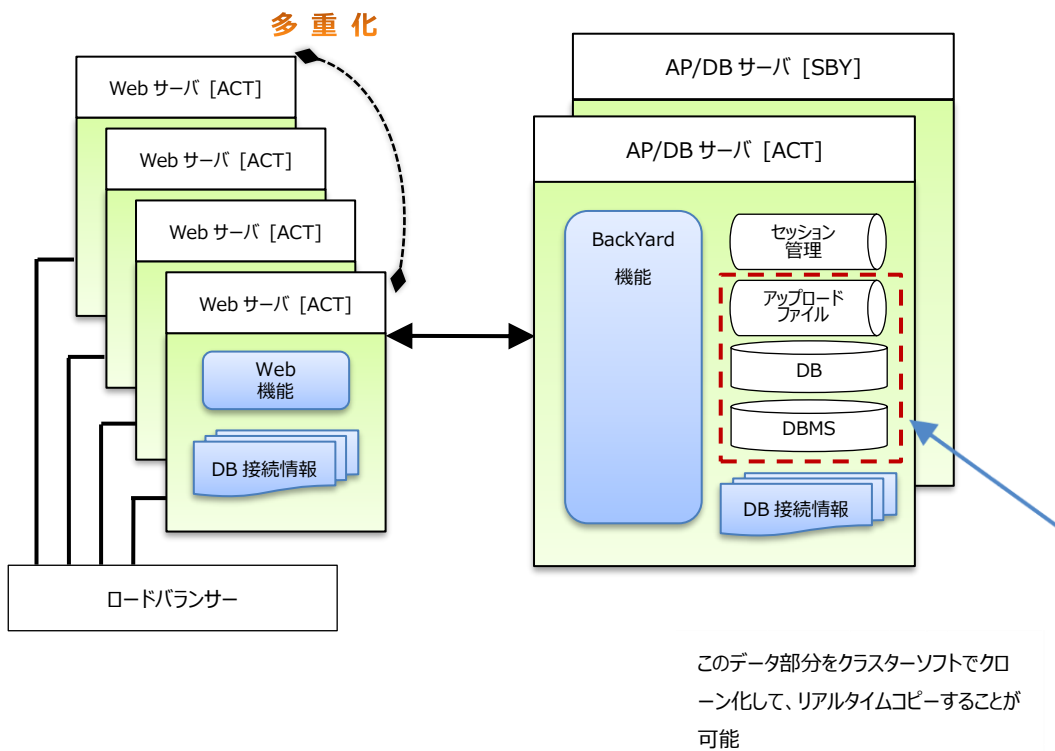 多重化
Web サーバ [ACT]
Web サーバ [ACT]
Web サーバ [ACT]
Web サーバ [ACT]
Web
機能
DB 接続情報
ロードバランサー
AP/DB サーバ [SBY]
AP/DB サーバ [ACT]
BackYard
機能
セッション
管理
アップロード
ファイル
DB
DBMS
DB 接続情報
このデータ部分をクラスターソフトでクロ
ーン化して、リアルタイムコピーすることが
可能